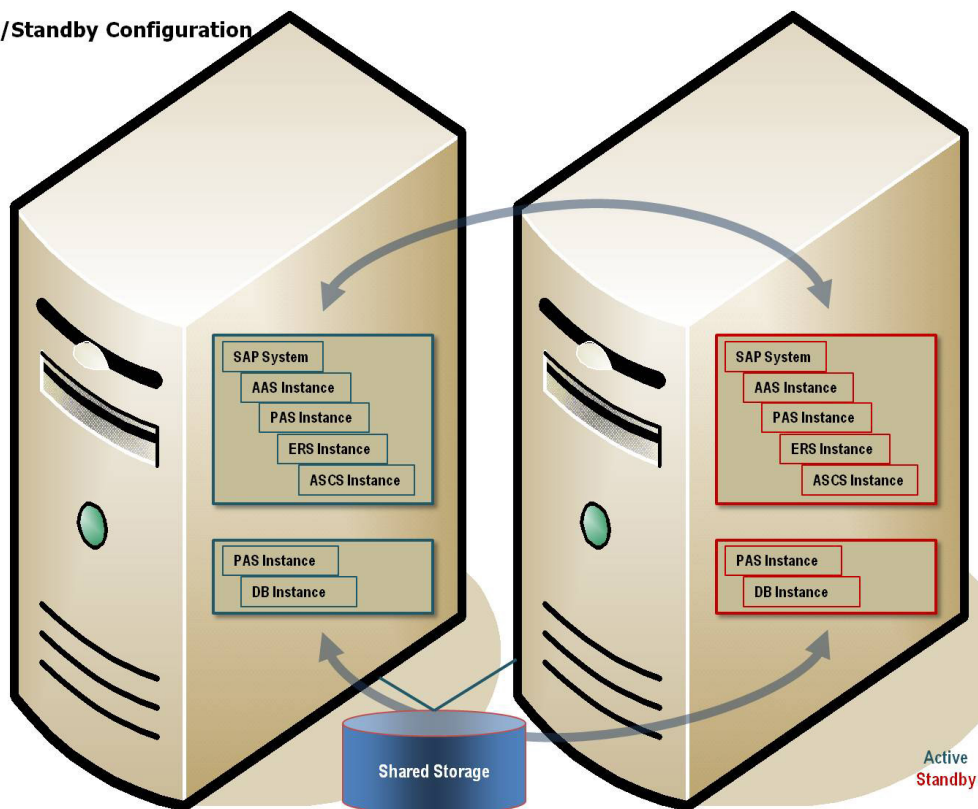 /Standby Configuration
SAP System
AAS Instance
PAS Instance
ERS Instance
ASCS Instance
PAS Instance
DB Instance
SAP System
AAS Instance
PAS Instance
ERS Instance
ASCS Instance
PAS Instance
DB Instance
Shared Storage
Active
Standby